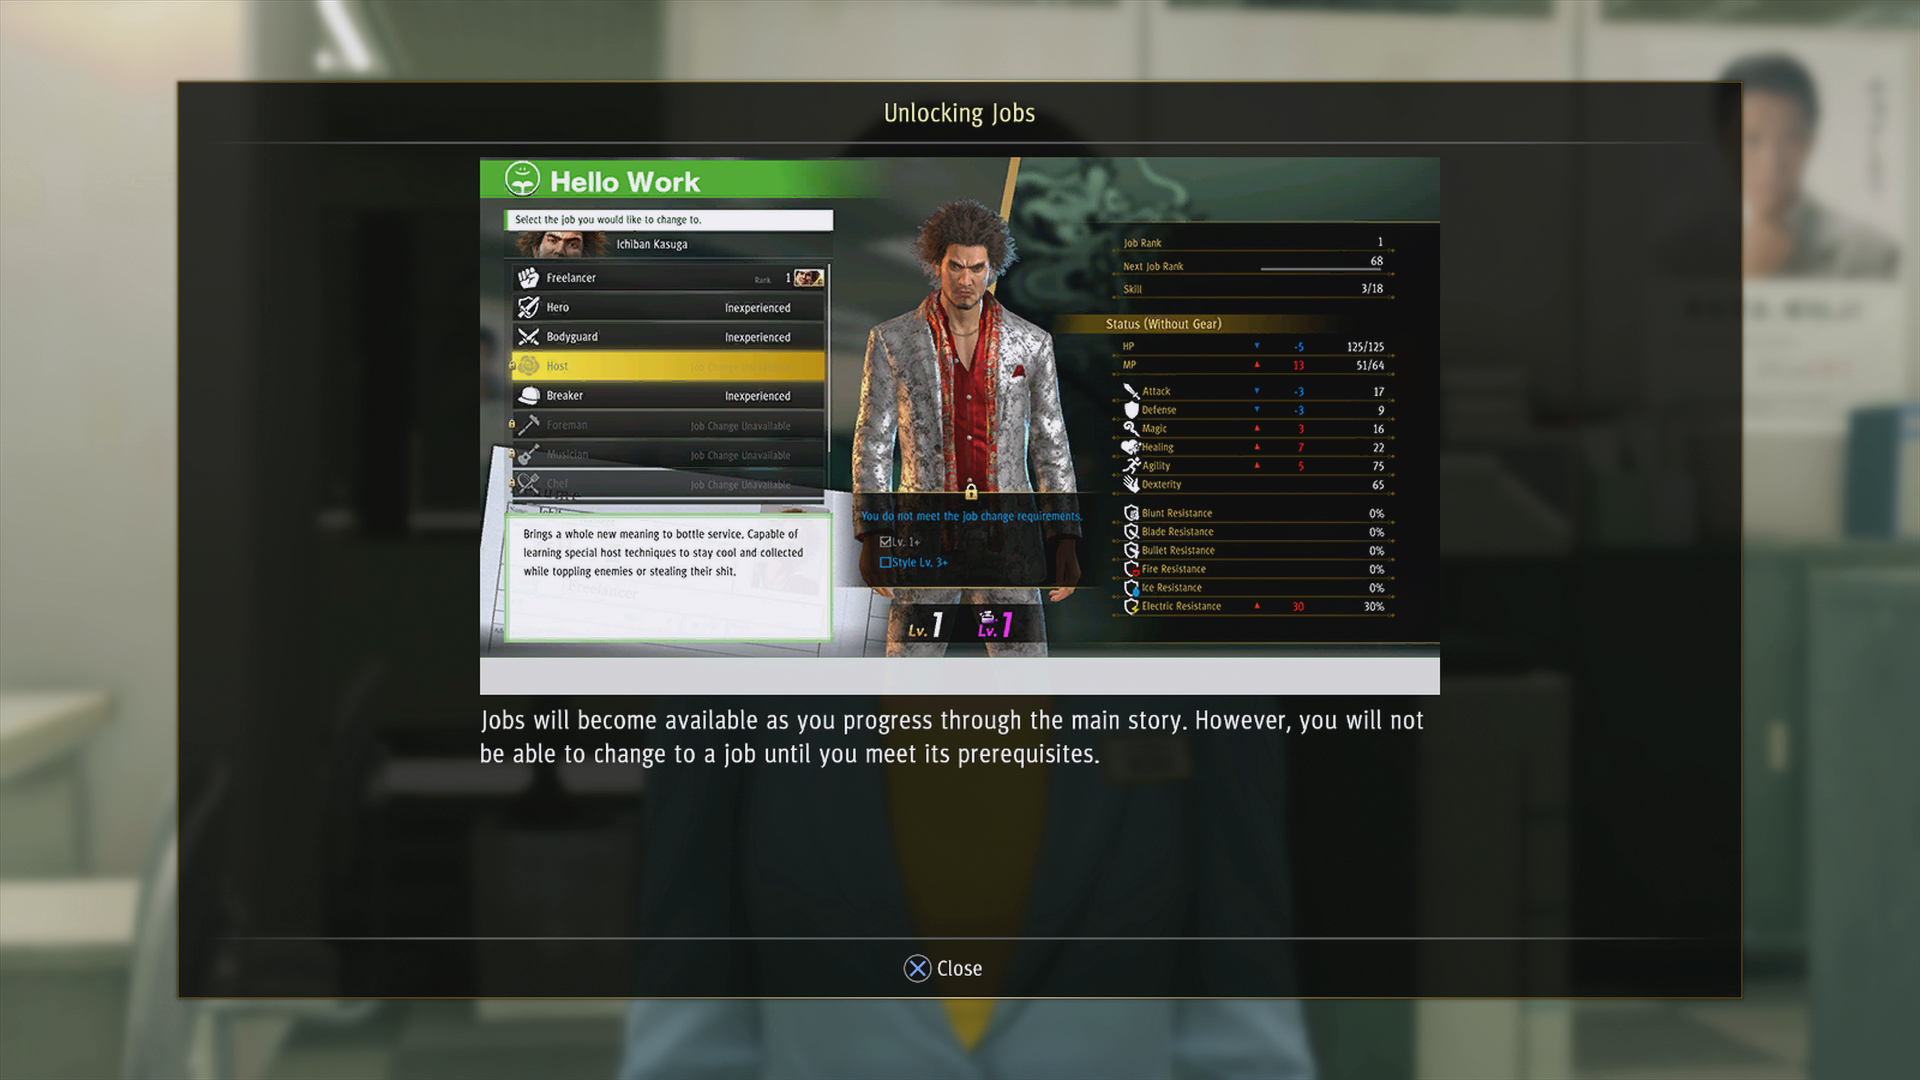 Unlocking Jobs
Hello Work
Select the job you would like to change to.
Ichiban Kasuga
Freelancer Rank 1
Hero Inexperienced
Bodyguard Inexperienced
Host Job Change Unavailable
Breaker Inexperienced
Foreman Job Change Unavailable
Musician Job Change Unavailable
Chef Job Change Unavailable
Brings a whole new meaning to bottle service. Capable of
learning special host techniques to stay cool and collected
while toppling enemies or stealing their shit.
Freelancer
You do not meet the job change requirements.
Lv. 1+
Style Lv. 3+
Lv. 1 Lv. 1
Job Rank 1
Next Job Rank 68
Skill 3/18
Status (Without Gear)
HP -5 125/125
MP 13 51/64
Attack -3 17
Defense -3 9
Magic 3 16
Healing 7 22
Agility 5 75
Dexterity 65
Blunt Resistance 0%
Blade Resistance 0%
Bullet Resistance 0%
Fire Resistance 0%
Ice Resistance 0%
Electric Resistance 30 30%
Jobs will become available as you progress through the main story. However, you will not
be able to change to a job until you meet its prerequisites.
Close